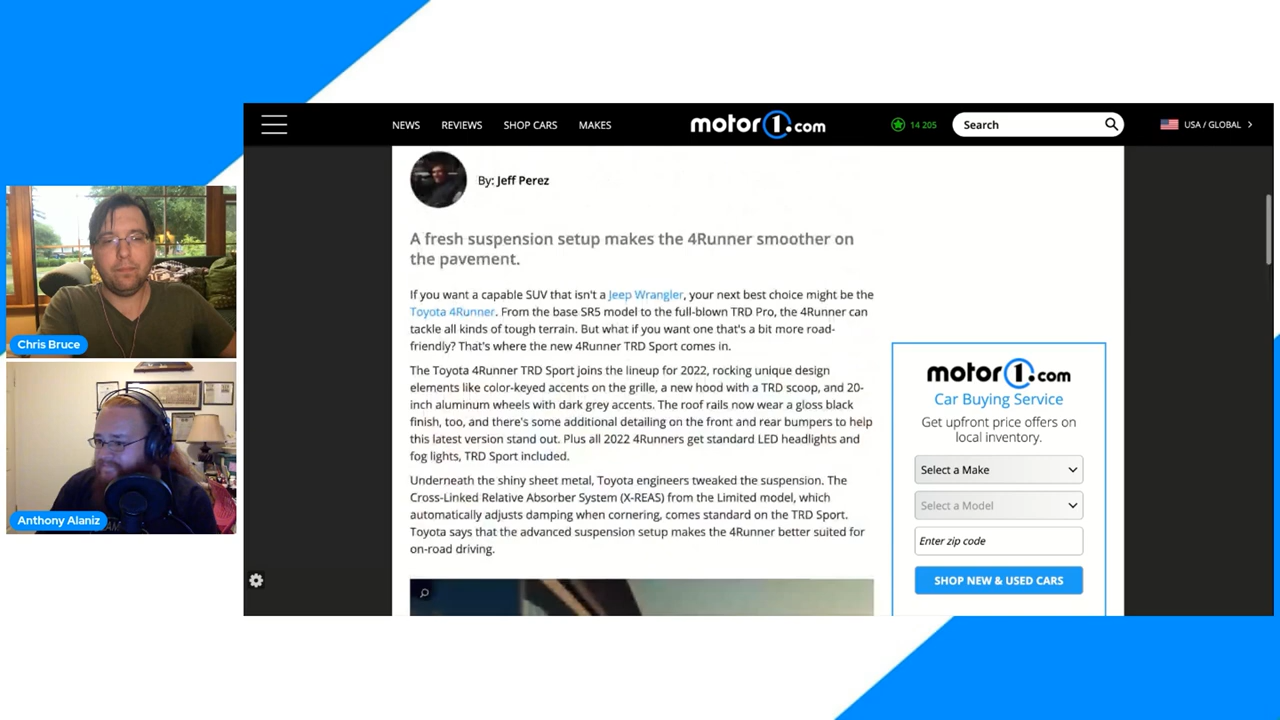 NEWS
REVIEWS
SHOP CARS
MAKES
motor1.com
14 205
Search
USA / GLOBAL
By: Jeff Perez
A fresh suspension setup makes the 4Runner smoother on
the pavement.
If you want a capable SUV that isn't a Jeep Wrangler, your next best choice might be the
Toyota 4Runner. From the base SR5 model to the full-blown TRD Pro, the 4Runner can
tackle all kinds of tough terrain. But what if you want one that's a bit more road-
friendly? That's where the new 4Runner TRD Sport comes in.
The Toyota 4Runner TRD Sport joins the lineup for 2022, rocking unique design
elements like color-keyed accents on the grille, a new hood with a TRD scoop, and 20-
inch aluminum wheels with dark grey accents. The roof rails now wear a gloss black
finish, too, and there's some additional detailing on the front and rear bumpers to help
this latest version stand out. Plus all 2022 4Runners get standard LED headlights and
fog lights, TRD Sport included.
Underneath the shiny sheet metal, Toyota engineers tweaked the suspension. The
Cross-Linked Relative Absorber System (X-REAS) from the Limited model, which
automatically adjusts damping when cornering, comes standard on the TRD Sport.
Toyota says that the advanced suspension setup makes the 4Runner better suited for
on-road driving.
motor1.com
Car Buying Service
Get upfront price offers on
local inventory.
Select a Make
Select a Model
Enter zip code
SHOP NEW & USED CARS
Chris Bruce
Anthony Alaniz